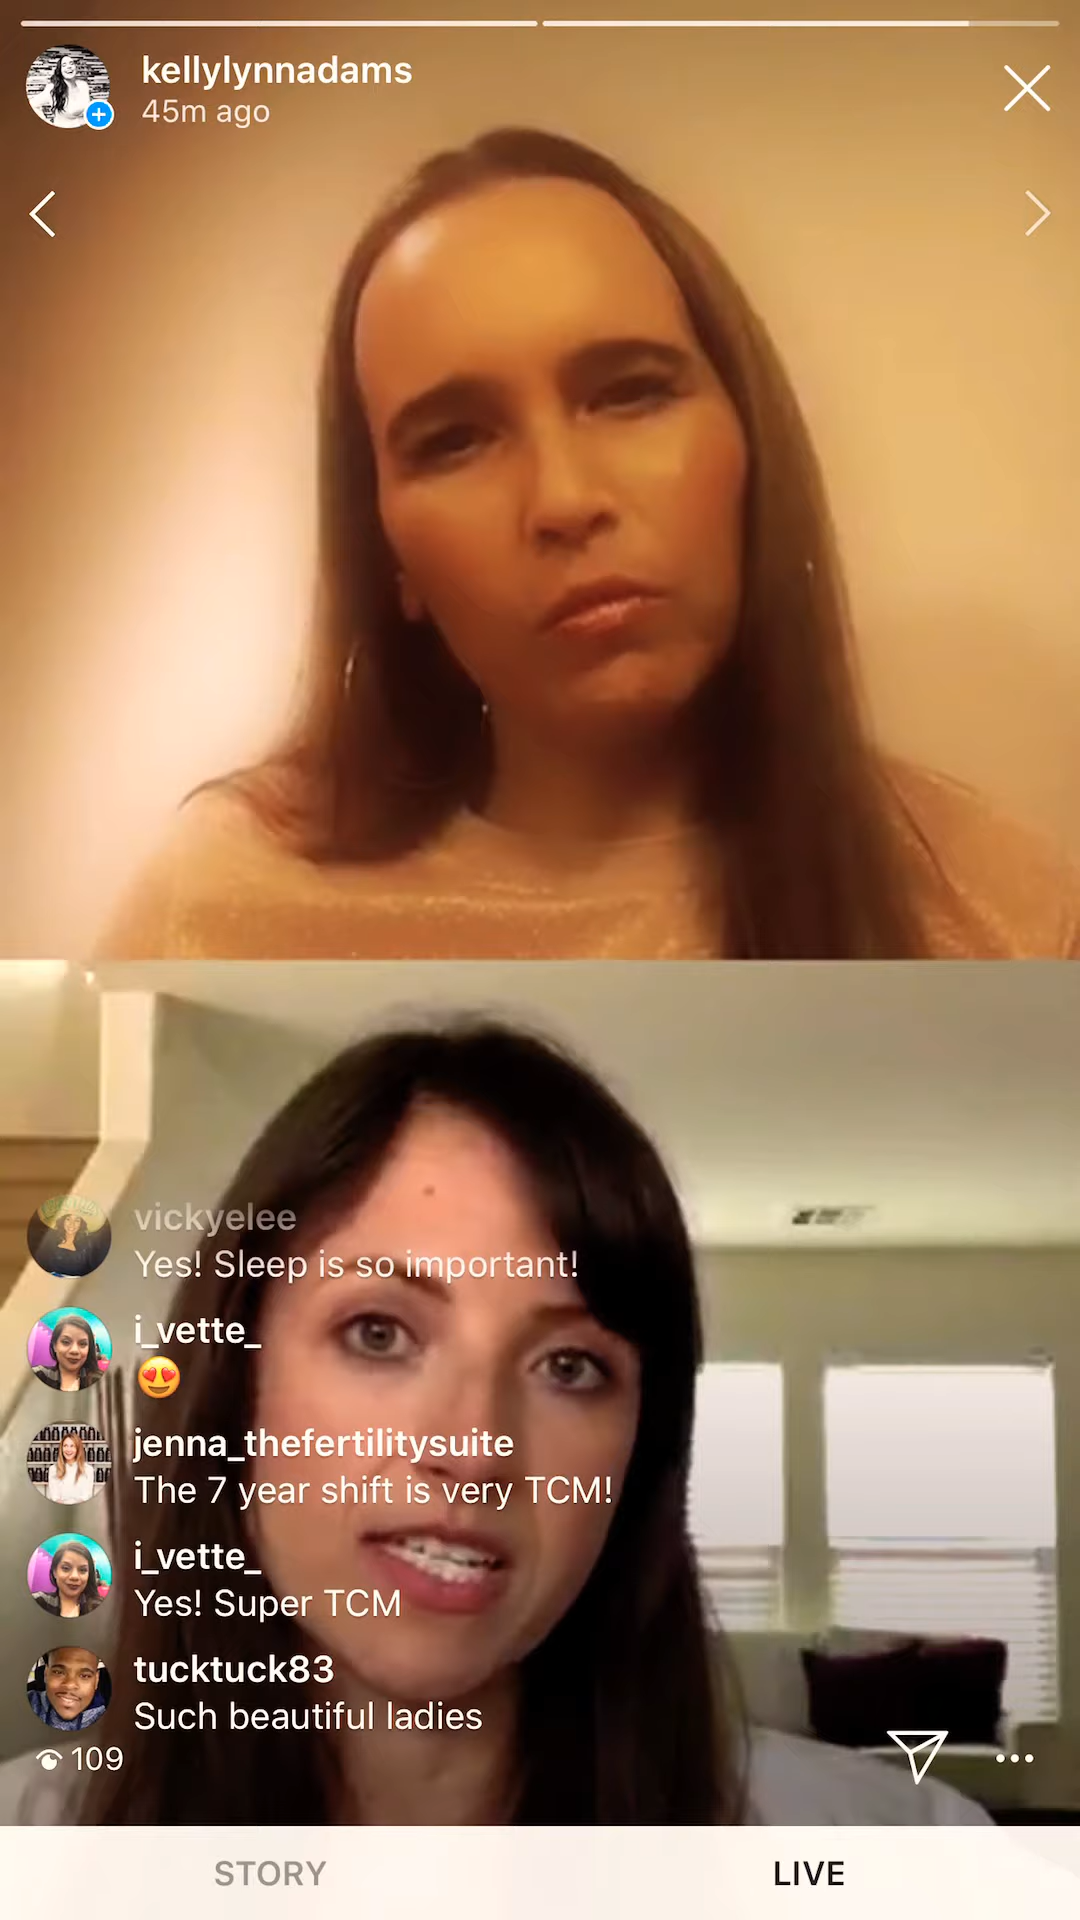 kellylynnadams
45m ago
vickyelee
Yes! Sleep is so important!
i_vette_
😍
jenna_thefertilitysuite
The 7 year shift is very TCM!
i_vette_
Yes! Super TCM
tucktuck83
Such beautiful ladies
109
STORY LIVE